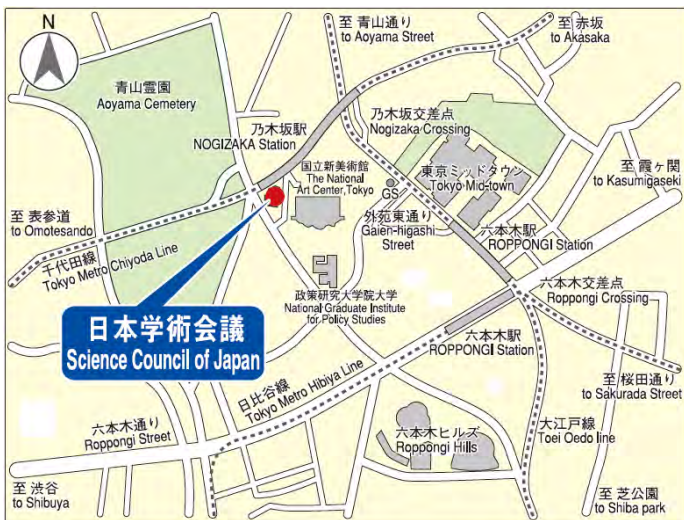 N
至 青山通り
to Aoyama Street
至 赤坂
to Akasaka
青山霊園
Aoyama Cemetery
乃木坂駅
NOGIZAKA Station
乃木坂交差点
Nogizaka Crossing
国立新美術館
The National
Art Center,Tokyo
東京ミッドタウン
Tokyo Mid-town
至 霞ヶ関
to Kasumigaseki
GS
至 表参道
to Omotesando
外苑東通り
Gaien-higashi
Street
六本木駅
ROPPONGI Station
千代田線
Tokyo Metro Chiyoda Line
六本木交差点
Roppongi Crossing
政策研究大学院大学
National Graduate Institute
for Policy Studies
日本学術会議
Science Council of Japan
六本木駅
ROPPONGI Station
日比谷線
Tokyo Metro Hibiya Line
至 桜田通り
to Sakurada Street
六本木通り
Roppongi Street
六本木ヒルズ
Roppongi Hills
大江戸線
Toei Oedo line
至 渋谷
to Shibuya
至 芝公園
to Shiba park